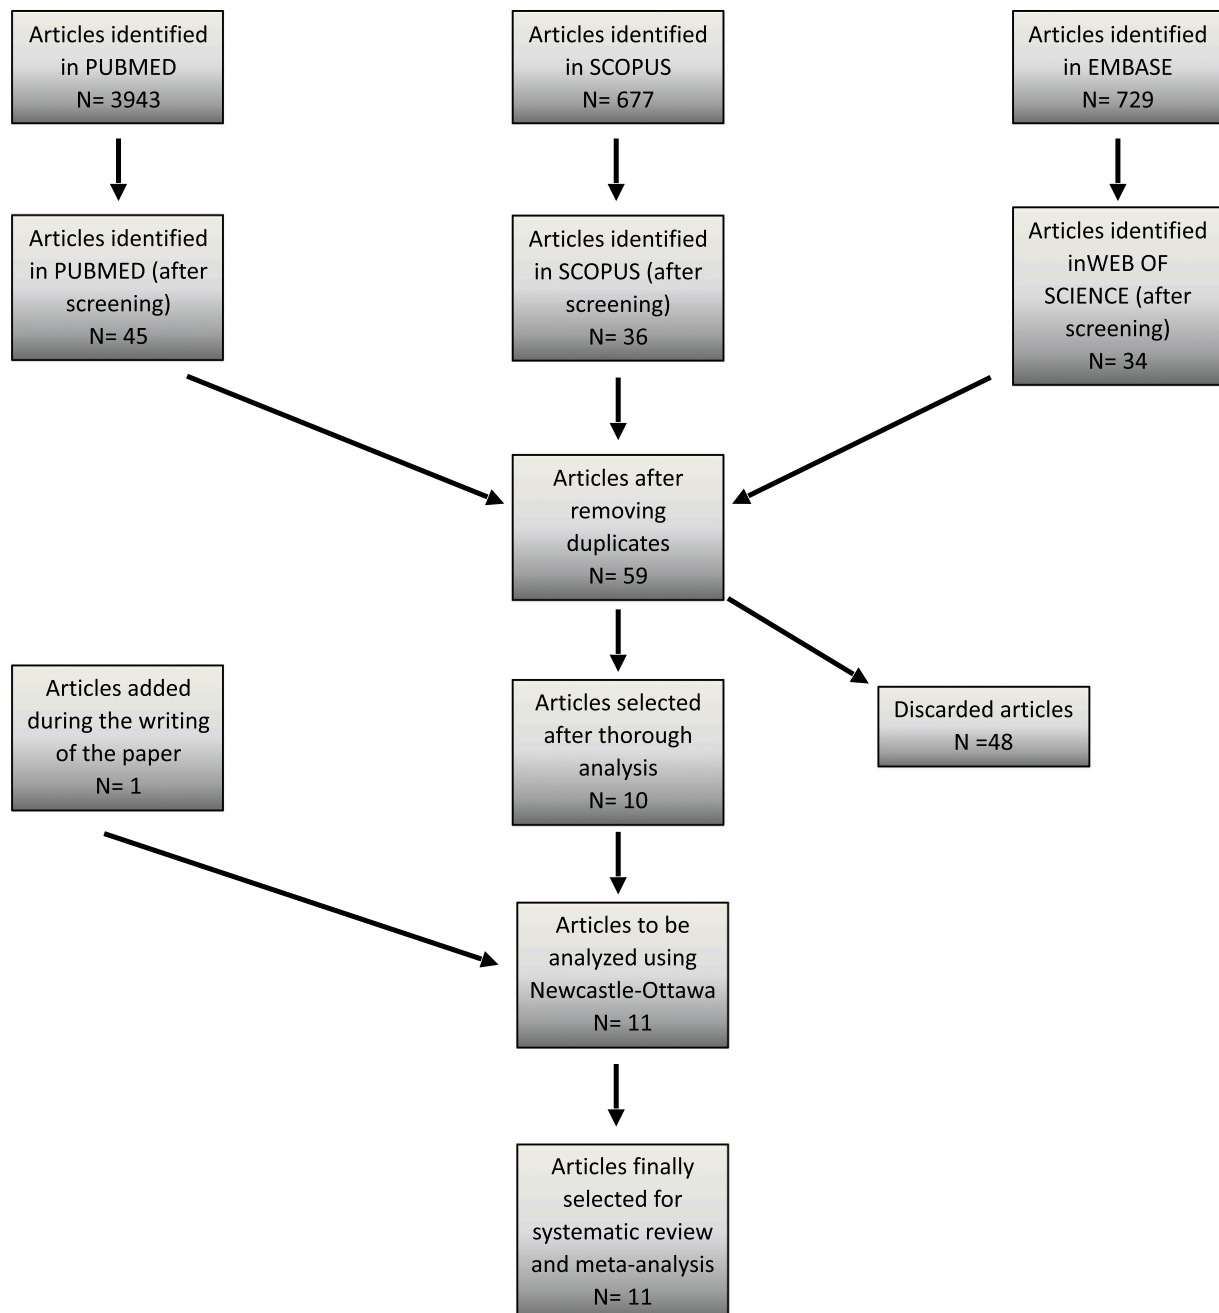 Articles identified
in PUBMED
N= 3943
Articles identified
in SCOPUS
N= 677
Articles identified
in EMBASE
N= 729
Articles identified
in PUBMED (after
screening)
N= 45
Articles identified
in SCOPUS (after
screening)
N= 36
Articles identified
inWEB OF
SCIENCE (after
screening)
N= 34
Articles after
removing
duplicates
N= 59
Articles added
during the writing
of the paper
N= 1
Articles selected
after thorough
analysis
N= 10
Discarded articles
N =48
Articles to be
analyzed using
Newcastle-Ottawa
N= 11
Articles finally
selected for
systematic review
and meta-analysis
N= 11